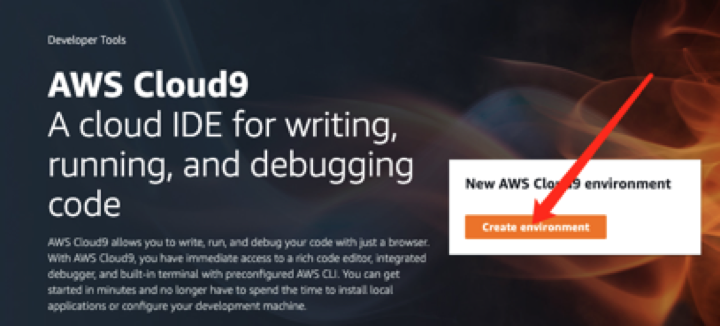 Developer Tools
AWS Cloud9
A cloud IDE for writing,
running, and debugging
code
AWS Cloud9 allows you to write, run, and debug your code with just a browser.
With AWS Cloud9, you have immediate access to a rich code editor, integrated
debugger, and built-in terminal with preconfigured AWS CLI. You can get
started in minutes and no longer have to spend the time to install local
applications or configure your development machine.
New AWS Cloud9 environment
Create environment